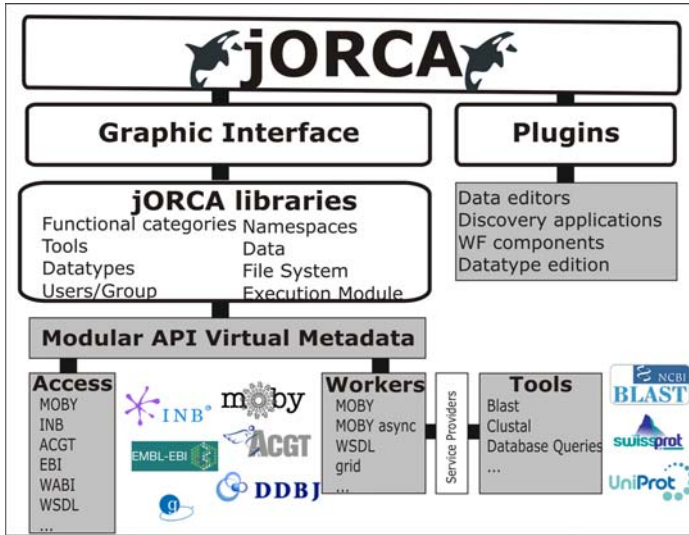 jORCA
Graphic Interface
Plugins
jORCA libraries
Functional categories
Tools
Datatypes
Users/Group
Namespaces
Data
File System
Execution Module
Data editors
Discovery applications
WF components
Datatype edition
Modular API Virtual Metadata
Access
MOBY
INB
ACGT
EBI
WABI
WSDL
...
INB
moby
EMBL-EBI
ACGT
DDBJ
g
Workers
MOBY
MOBY async
WSDL
grid
...
Service Providers
Tools
Blast
Clustal
Database Queries
...
NCBI
BLAST
swissprot
UniProt